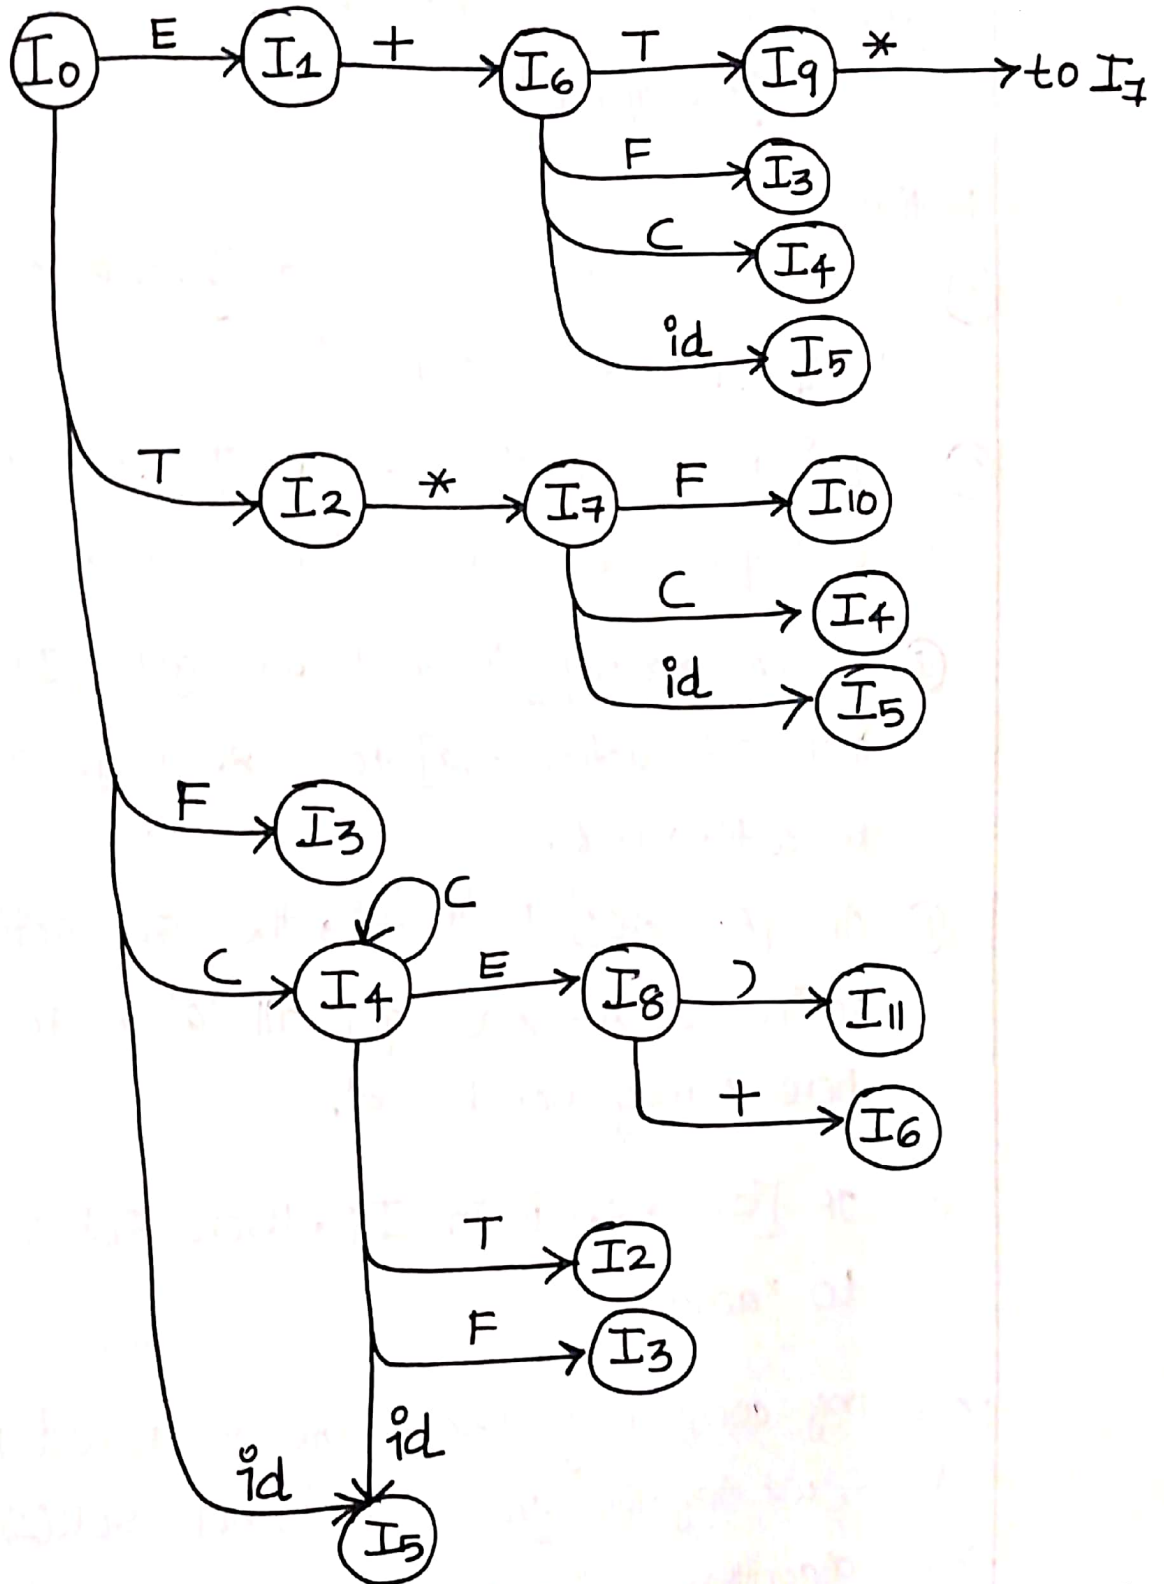 I0 E I1 + I6 T I9 * to I7
F I3
C I4
id I5
T I2 * I7 F I10
C I4
id I5
F I3
C
C I4 E I8 ) I11
+ I6
T I2
F I3
id
id I5